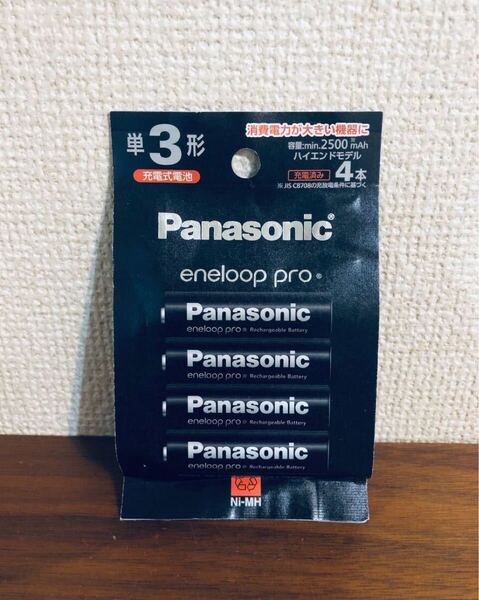 単3形
充電式電池
消費電力が大きい機器に
容量:min.2500mAh
ハイエンドモデル
充電済み 4本
※JIS C8708の充放電条件に基づく
Panasonic®
eneloop pro®
Panasonic
eneloop pro® Rechargeable Battery
Panasonic
eneloop pro® Rechargeable Battery
Panasonic
eneloop pro® Rechargeable Battery
Panasonic
eneloop pro® Rechargeable Battery
Ni-MH